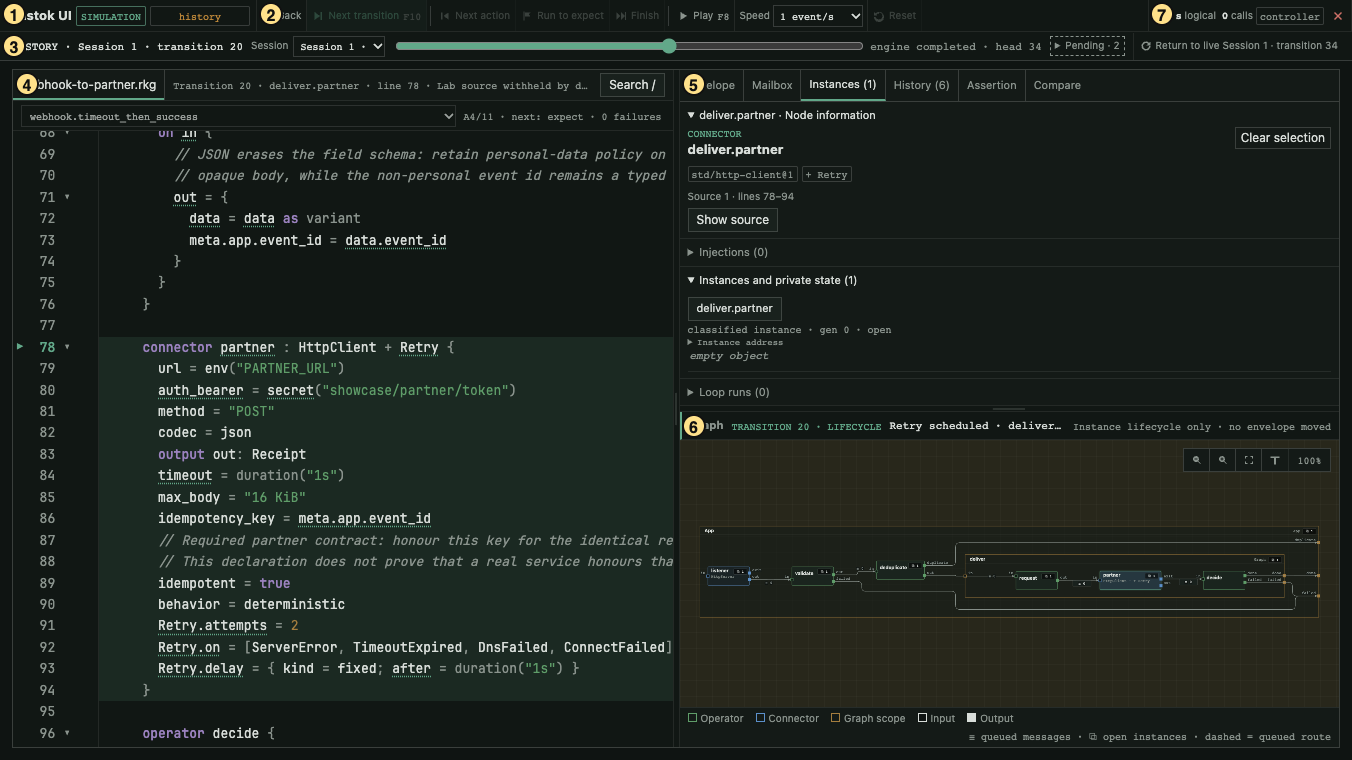 1 stok UI SIMULATION history 2 ack Next transition F10 Next action Run to expect Finish Play F8 Speed 1 event/s Reset 7 s logical 0 calls controller ×
3 STORY · Session 1 · transition 20 Session Session 1 · engine completed · head 34 Pending · 2 Return to live Session 1 · transition 34
4 bhook-to-partner.rkg Transition 20 · deliver.partner · line 78 · Lab source withheld by d… Search /
webhook.timeout_then_success A4/11 · next: expect · 0 failures
68 on in {
69 // JSON erases the field schema: retain personal-data policy on
70 // opaque body, while the non-personal event id remains a typed
71 out = {
72 data = data as variant
73 meta.app.event_id = data.event_id
74 }
75 }
76 }
77
78 connector partner : HttpClient + Retry {
79 url = env("PARTNER_URL")
80 auth_bearer = secret("showcase/partner/token")
81 method = "POST"
82 codec = json
83 output out: Receipt
84 timeout = duration("1s")
85 max_body = "16 KiB"
86 idempotency_key = meta.app.event_id
87 // Required partner contract: honour this key for the identical re
88 // This declaration does not prove that a real service honours tha
89 idempotent = true
90 behavior = deterministic
91 Retry.attempts = 2
92 Retry.on = [ServerError, TimeoutExpired, DnsFailed, ConnectFailed]
93 Retry.delay = { kind = fixed; after = duration("1s") }
94 }
95
96 operator decide {
5 elope Mailbox Instances (1) History (6) Assertion Compare
deliver.partner · Node information
CONNECTOR
deliver.partner
Clear selection
std/http-client@1 + Retry
Source 1 · lines 78–94
Show source
Injections (0)
Instances and private state (1)
deliver.partner
classified instance · gen 0 · open
Instance address
empty object
Loop runs (0)
6 aph TRANSITION 20 · LIFECYCLE Retry scheduled · deliver… Instance lifecycle only · no envelope moved
100%
App
deliver
listener
validate
deduplicate
request
partner
decide
Operator Connector Graph scope Input Output
≡ queued messages · open instances · dashed = queued route